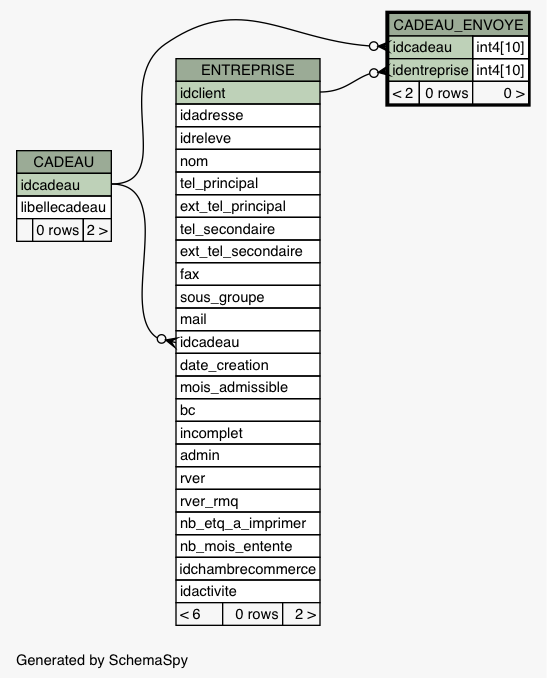 CADEAU_ENVOYE
idcadeau int4[10]
identreprise int4[10]
< 2 0 rows 0 >
ENTREPRISE
idclient
idadresse
idreleve
nom
tel_principal
ext_tel_principal
tel_secondaire
ext_tel_secondaire
fax
sous_groupe
mail
idcadeau
date_creation
mois_admissible
bc
incomplet
admin
rver
rver_rmq
nb_etq_a_imprimer
nb_mois_entente
idchambrecommerce
idactivite
< 6 0 rows 2 >
CADEAU
idcadeau
libellecadeau
0 rows 2 >
Generated by SchemaSpy